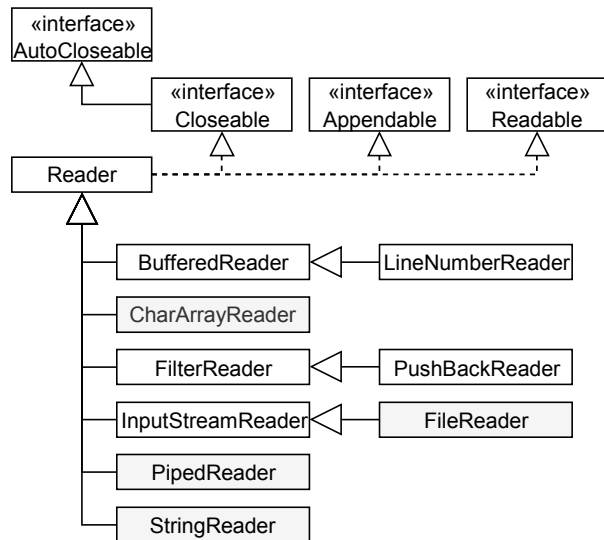 «interface»
AutoCloseable
«interface»
Closeable
«interface»
Appendable
«interface»
Readable
Reader
BufferedReader
LineNumberReader
CharArrayReader
FilterReader
PushBackReader
InputStreamReader
FileReader
PipedReader
StringReader